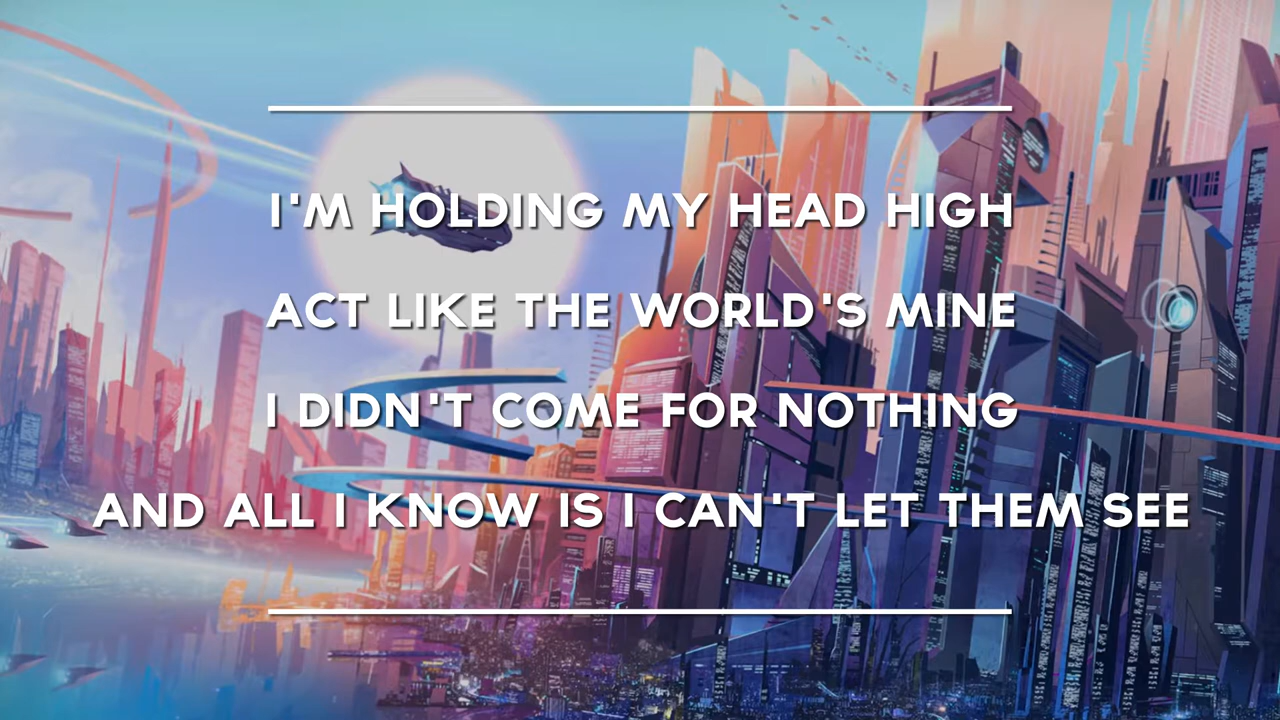 I'M HOLDING MY HEAD HIGH
ACT LIKE THE WORLD'S MINE
I DIDN'T COME FOR NOTHING
AND ALL I KNOW IS I CAN'T LET THEM SEE